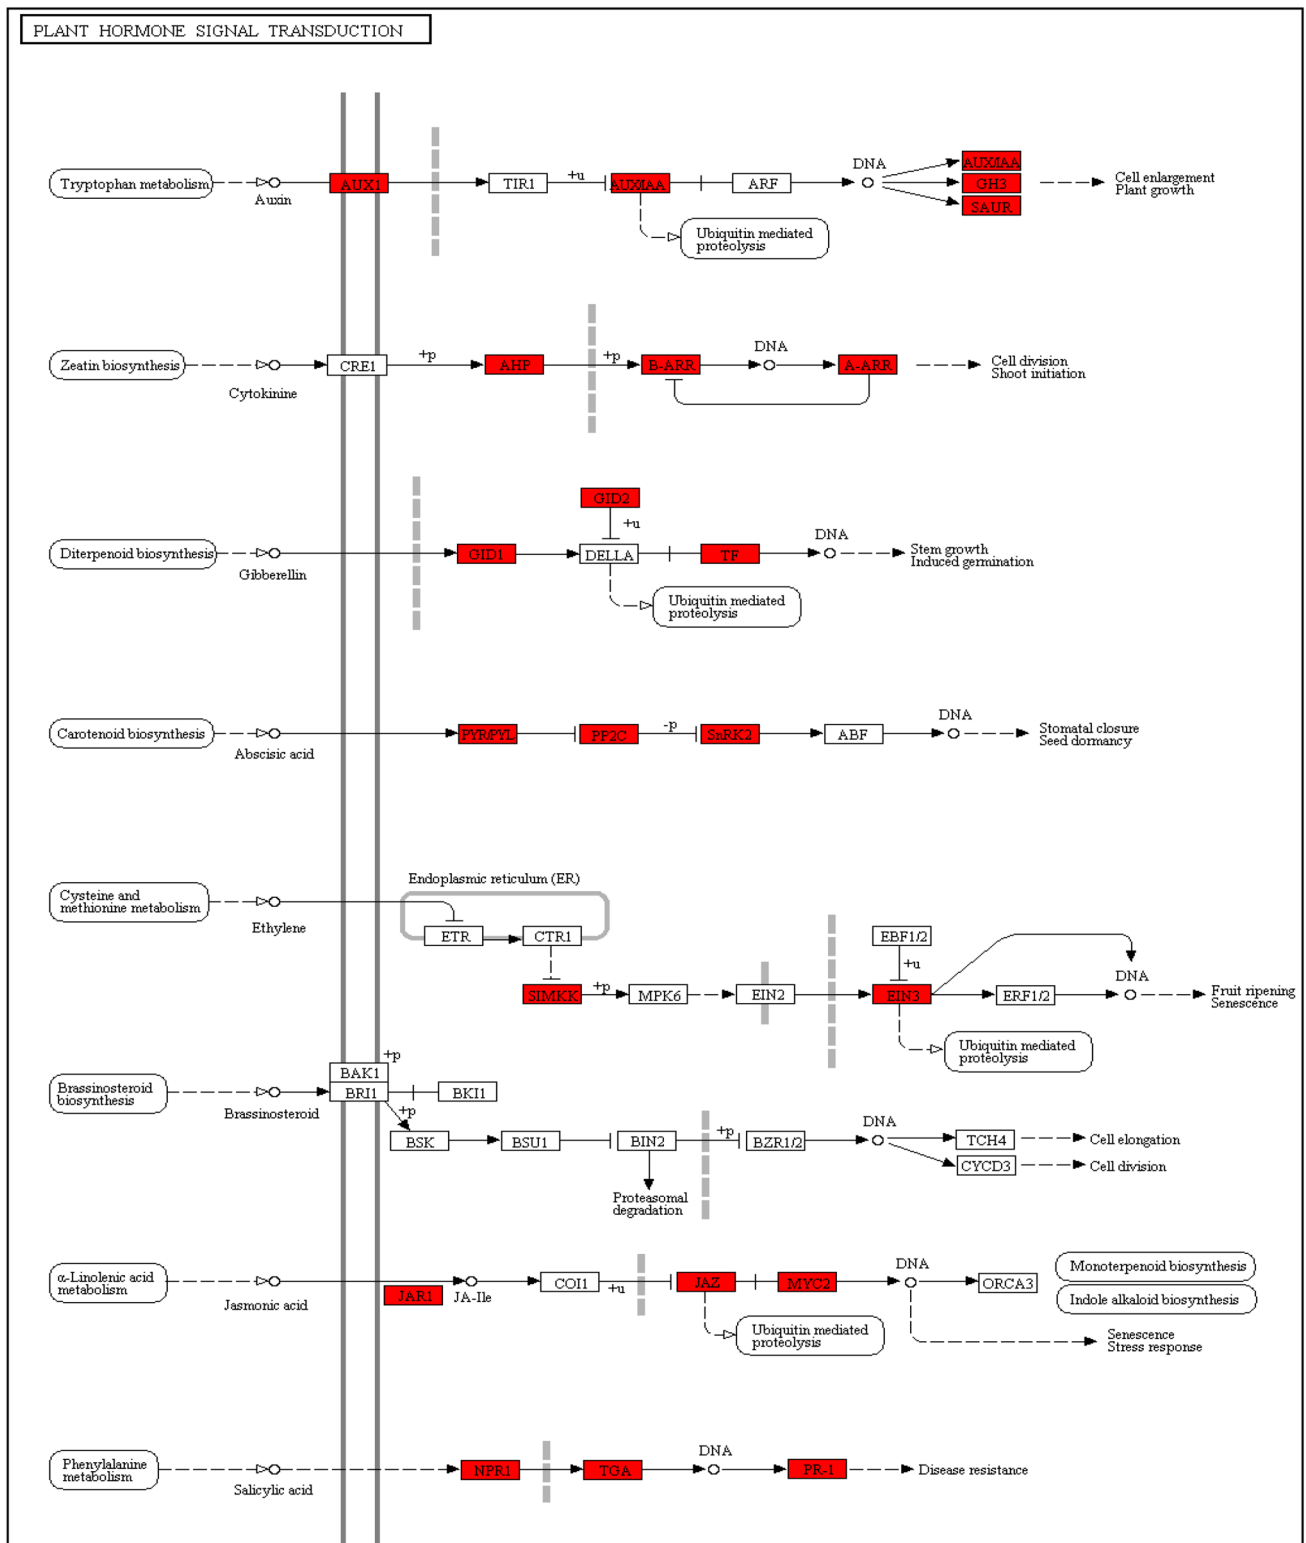 PLANT HORMONE SIGNAL TRANSDUCTION
Tryptophan metabolism
Auxin
AUX1
TIR1
+u
AUX/IAA
ARF
DNA
AUX/IAA
GH3
SAUR
Cell enlargement
Plant growth
Ubiquitin mediated
proteolysis
Zeatin biosynthesis
Cytokinine
CRE1
+p
AHP
+p
B-ARR
DNA
A-ARR
Cell division
Shoot initiation
Diterpenoid biosynthesis
Gibberellin
GID1
GID2
+u
DELLA
TF
DNA
Stem growth
Induced germination
Ubiquitin mediated
proteolysis
Carotenoid biosynthesis
Abscisic acid
PYR/PYL
PP2C
-p
SnRK2
ABF
DNA
Stomatal closure
Seed dormancy
Cysteine and
methionine metabolism
Ethylene
Endoplasmic reticulum (ER)
ETR
CTR1
SIMKK
+p
MPK6
EIN2
EBF1/2
+u
EIN3
ERF1/2
DNA
Fruit ripening
Senescence
Ubiquitin mediated
proteolysis
Brassinosteroid
biosynthesis
Brassinosteroid
+p
BAK1
BRI1
BKI1
+p
BSK
BSU1
BIN2
+p
BZR1/2
DNA
TCH4
Cell elongation
CYCD3
Cell division
Proteasomal
degradation
α-Linolenic acid
metabolism
Jasmonic acid
JAR1
JA-Ile
COI1
+u
JAZ
MYC2
DNA
ORCA3
Monoterpenoid biosynthesis
Indole alkaloid biosynthesis
Ubiquitin mediated
proteolysis
Senescence
Stress response
Phenylalanine
metabolism
Salicylic acid
NPR1
TGA
DNA
PR-1
Disease resistance